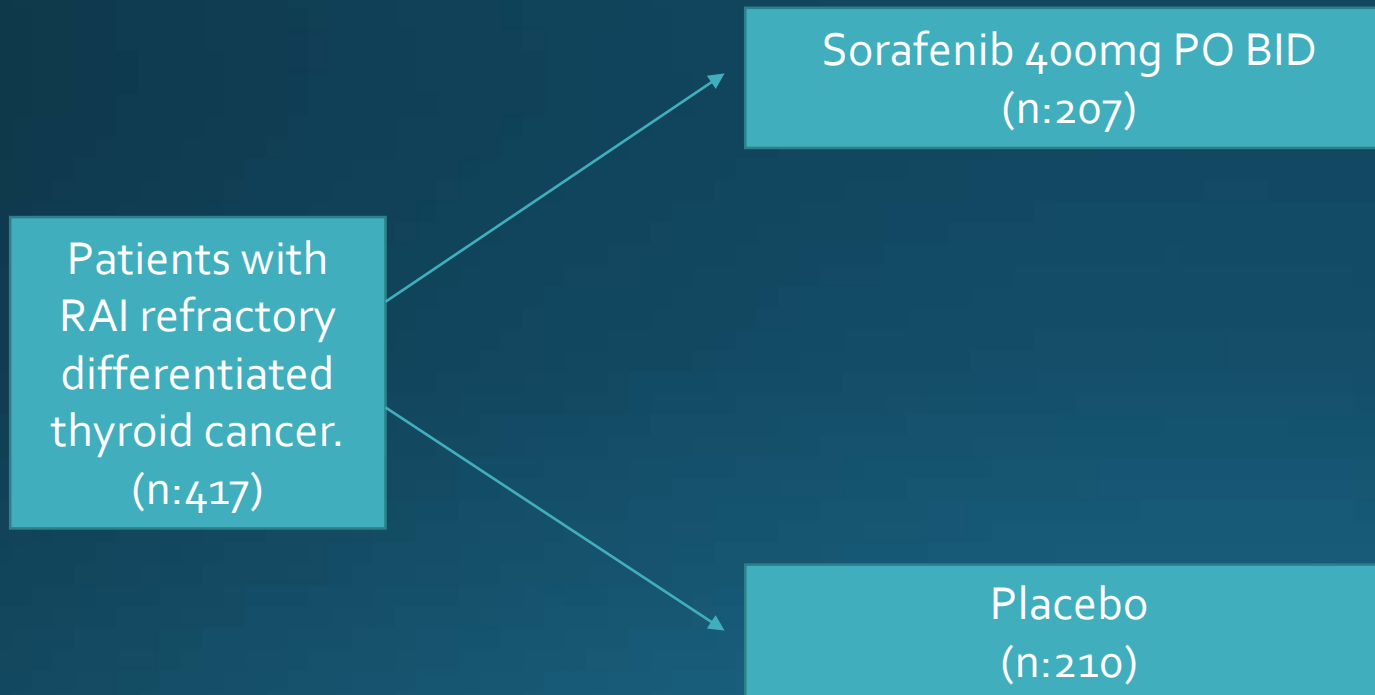 Sorafenib 400mg PO BID
(n:207)
Patients with
RAI refractory
differentiated
thyroid cancer.
(n:417)
Placebo
(n:210)